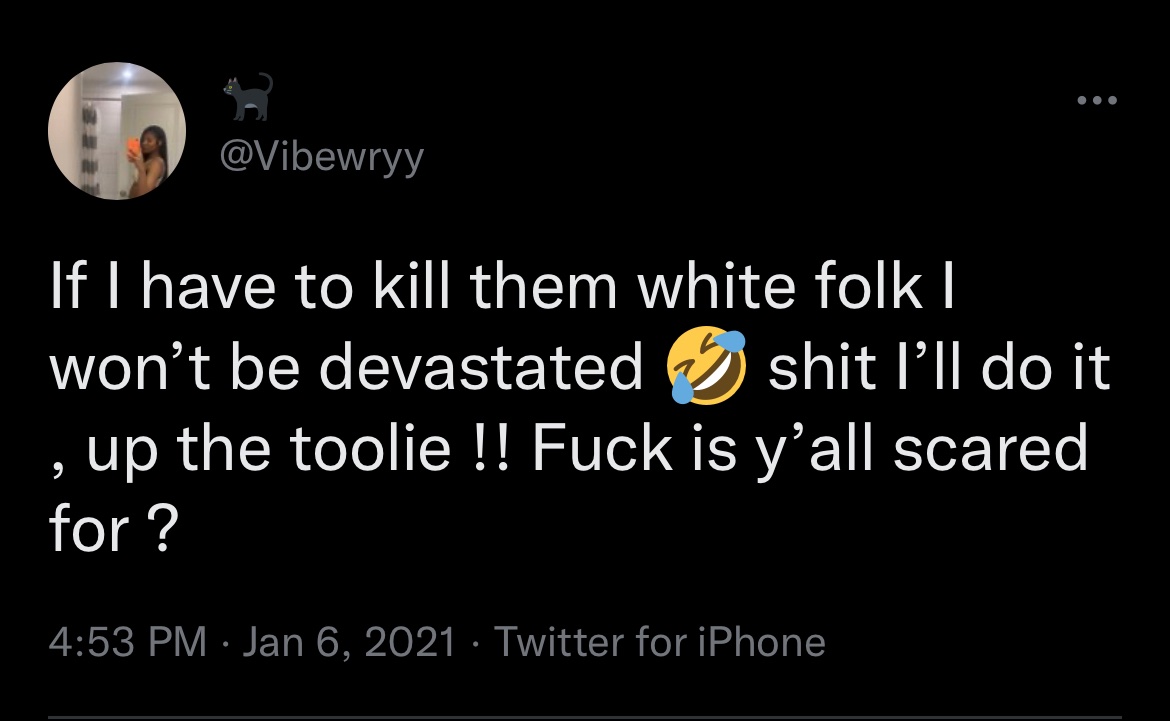 🐈‍⬛
@Vibewryy
If I have to kill them white folk I
won’t be devastated 🤣 shit I’ll do it
, up the toolie !! Fuck is y’all scared
for ?
4:53 PM · Jan 6, 2021 · Twitter for iPhone